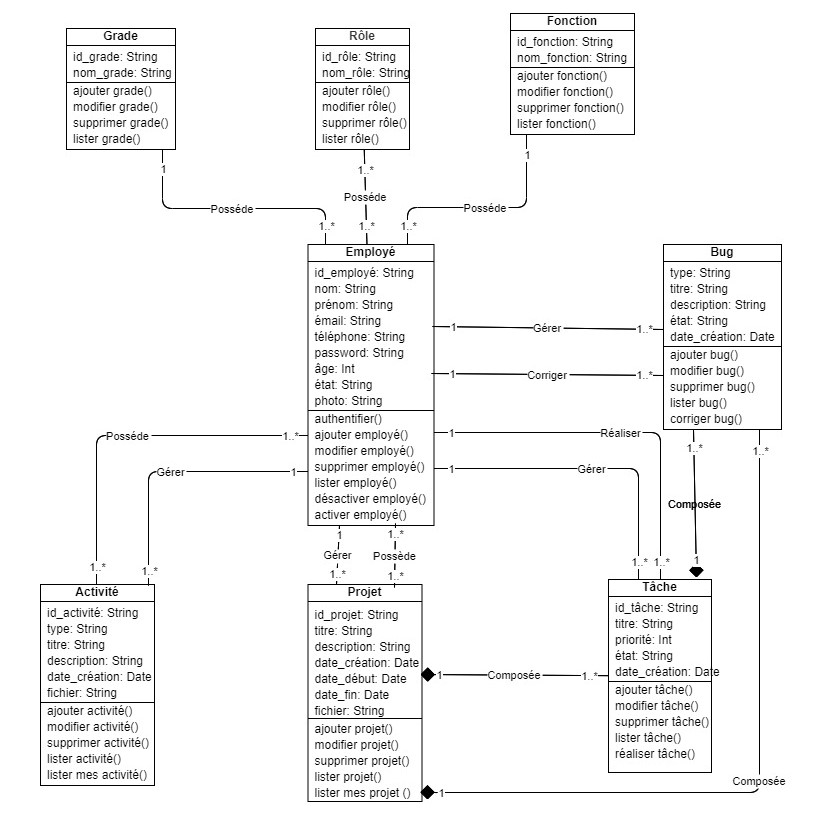 Grade
id_grade: String
nom_grade: String
ajouter grade()
modifier grade()
supprimer grade()
lister grade()
Rôle
id_rôle: String
nom_rôle: String
ajouter rôle()
modifier rôle()
supprimer rôle()
lister rôle()
Fonction
id_fonction: String
nom_fonction: String
ajouter fonction()
modifier fonction()
supprimer fonction()
lister fonction()
1
1..*
1
Posséde
Posséde
Posséde
1..*
1..*
1..*
Employé
id_employé: String
nom: String
prénom: String
émail: String
téléphone: String
password: String
âge: Int
état: String
photo: String
authentifier()
ajouter employé()
modifier employé()
supprimer employé()
lister employé()
désactiver employé()
activer employé()
Bug
type: String
titre: String
description: String
état: String
date_création: Date
ajouter bug()
modifier bug()
supprimer bug()
lister bug()
corriger bug()
1
Gérer
1..*
1
Corriger
1..*
Posséde
1..*
1
Réaliser
Gérer
1
1
Gérer
1..*
1..*
Composée
1
1..*
1..*
1
Gérer
1..*
1..*
Possède
1..*
1..*
1..*
Activité
id_activité: String
type: String
titre: String
description: String
date_création: Date
fichier: String
ajouter activité()
modifier activité()
supprimer activité()
lister activité()
lister mes activité()
Projet
id_projet: String
titre: String
description: String
date_création: Date
date_début: Date
date_fin: Date
fichier: String
ajouter projet()
modifier projet()
supprimer projet()
lister projet()
lister mes projet ()
Tâche
id_tâche: String
titre: String
priorité: Int
état: String
date_création: Date
ajouter tâche()
modifier tâche()
supprimer tâche()
lister tâche()
réaliser tâche()
1
Composée
1..*
Composée
1